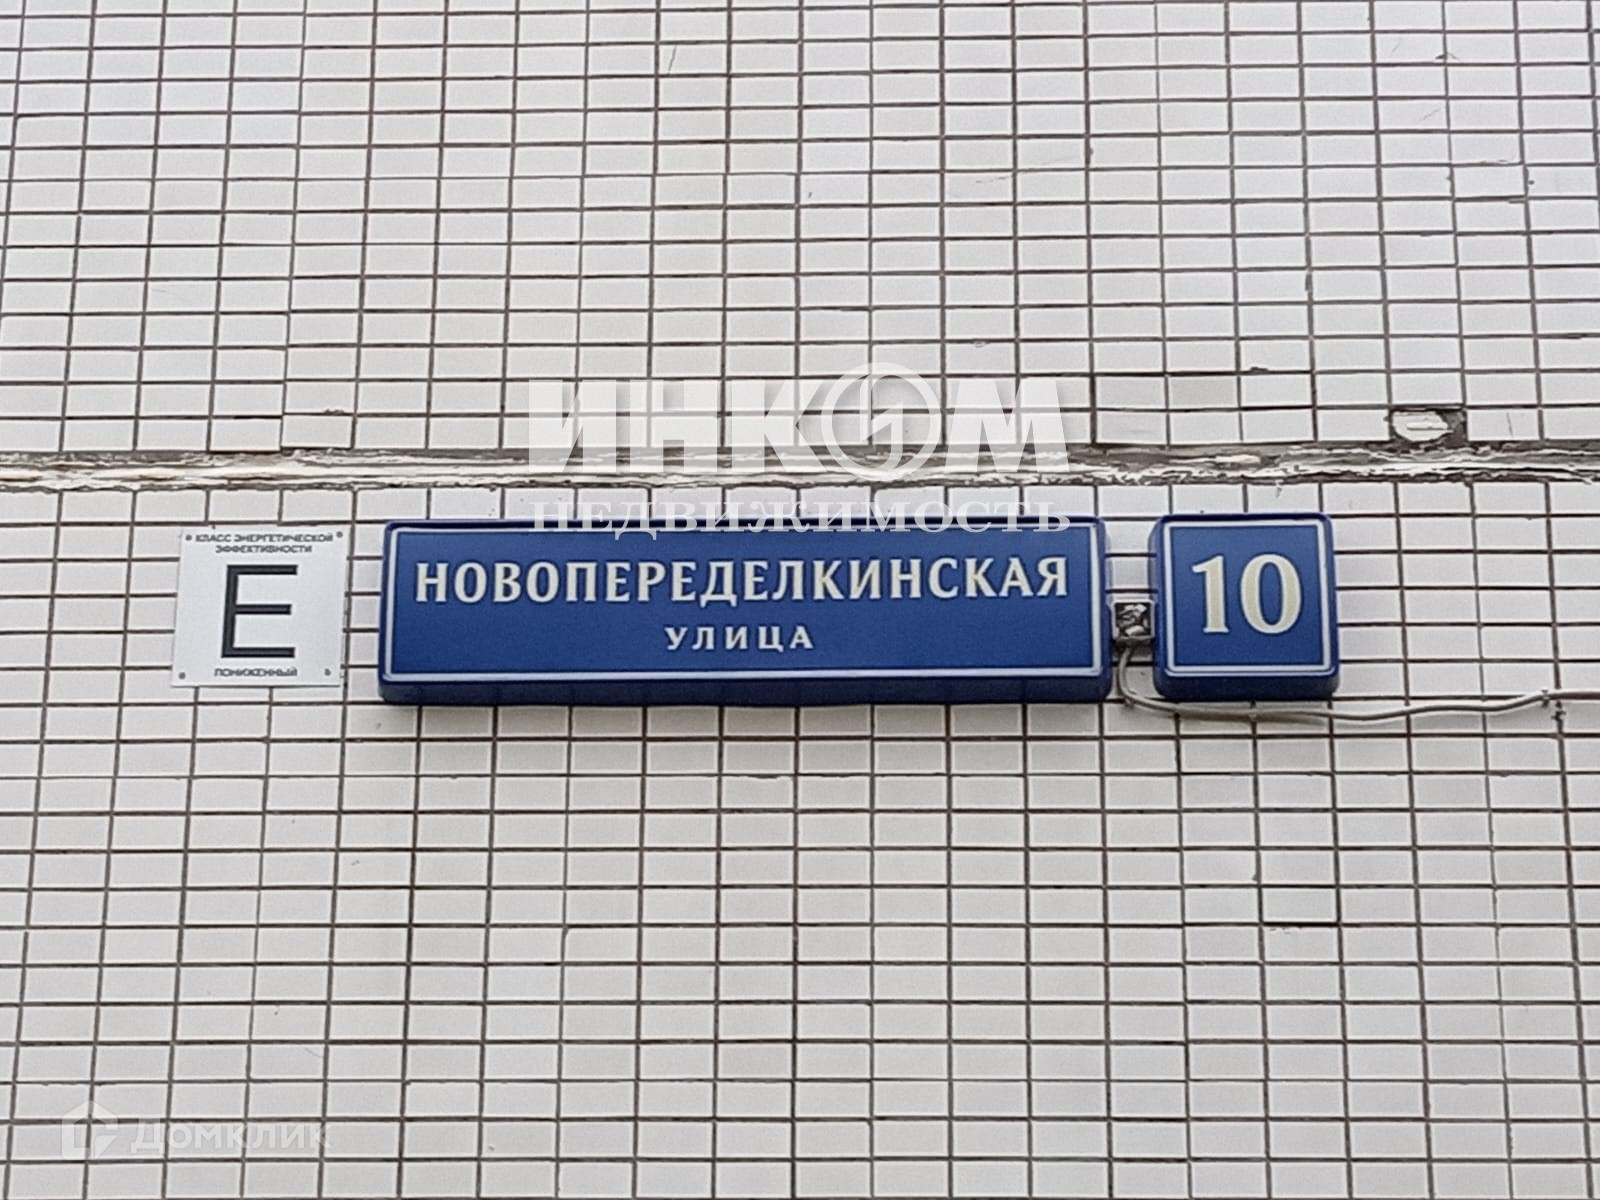 ИНКОМ
НЕДВИЖИМОСТЬ
КЛАСС ЭНЕРГЕТИЧЕСКОЙ
ЭФФЕКТИВНОСТИ
E
ПОНИЖЕННЫЙ
НОВОПЕРЕДЕЛКИНСКАЯ
УЛИЦА
10
ДОМКЛИК